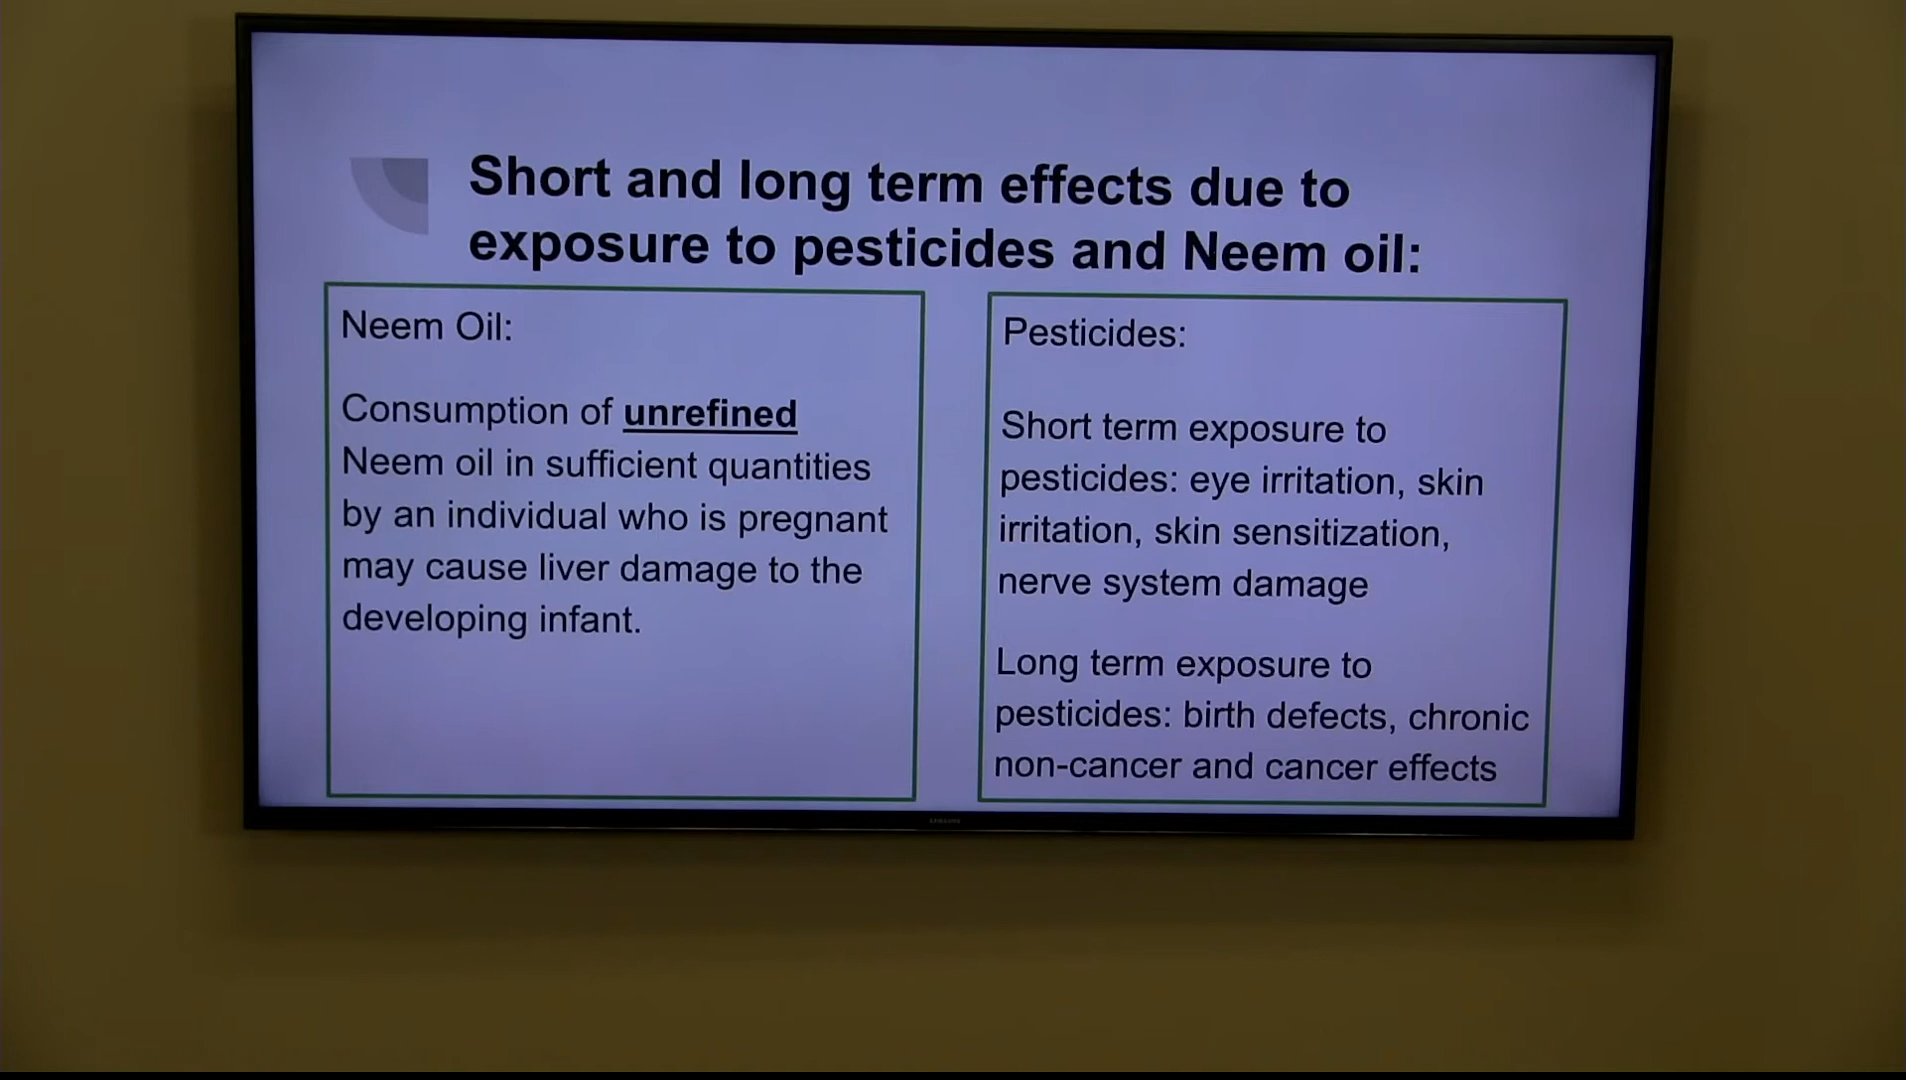 Short and long term effects due to
exposure to pesticides and Neem oil:
Neem Oil:
Consumption of unrefined
Neem oil in sufficient quantities
by an individual who is pregnant
may cause liver damage to the
developing infant.
Pesticides:
Short term exposure to
pesticides: eye irritation, skin
irritation, skin sensitization,
nerve system damage
Long term exposure to
pesticides: birth defects, chronic
non-cancer and cancer effects
SAMSUNG